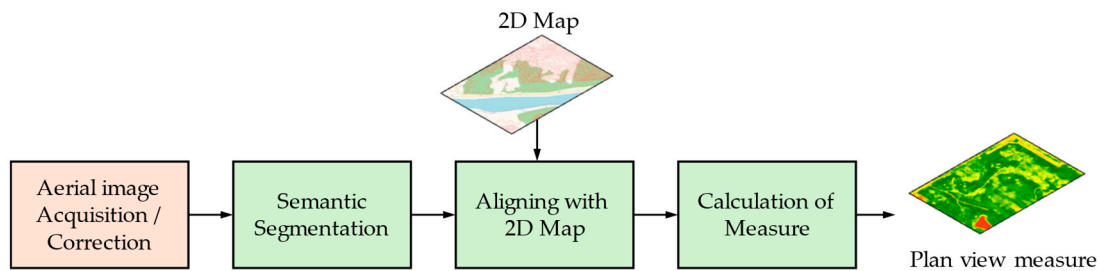 2D Map
Aerial image
Acquisition /
Correction
Semantic
Segmentation
Aligning with
2D Map
Calculation of
Measure
Plan view measure